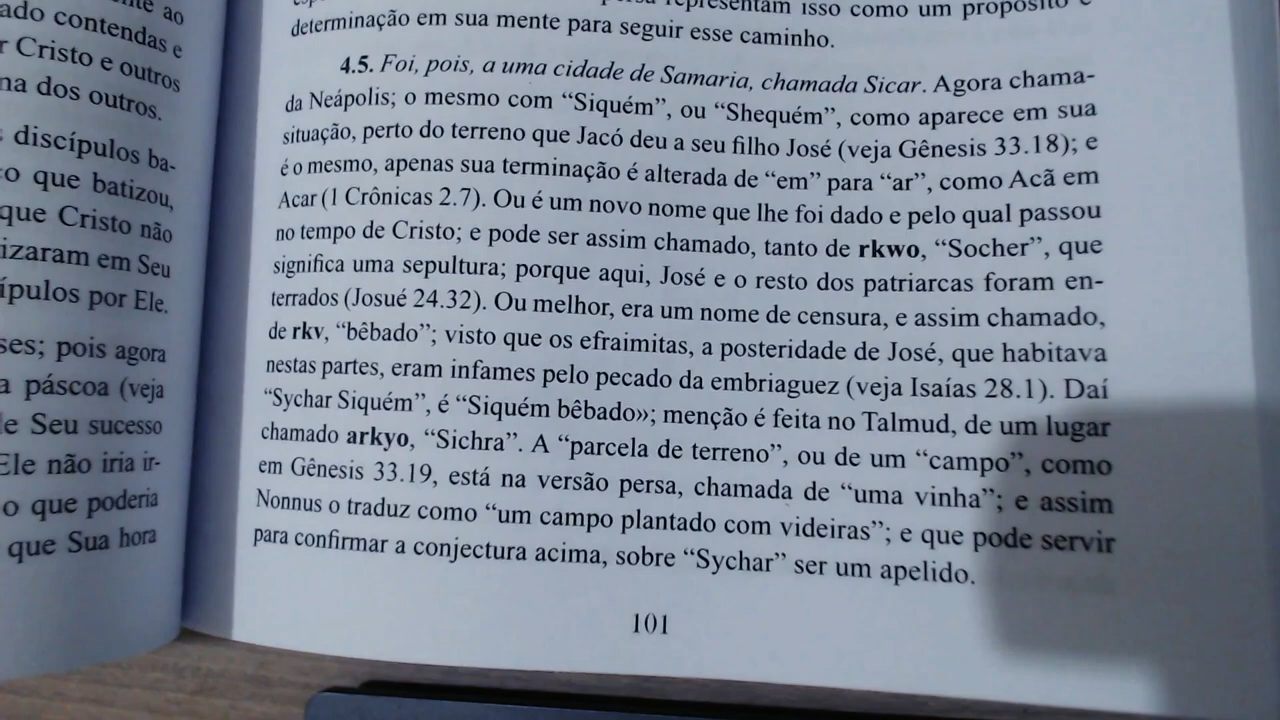 ao
ado contendas e
Cristo e outros
dos outros.
discípulos ba-
que batizou,
que Cristo não
em Seu
por Ele.
pois agora
a páscoa (veja
Seu sucesso
Ele não iria ir-
o que poderia
que Sua hora
representam isso como um propósito e
determinação em sua mente para seguir esse caminho.
4.5. Foi, pois, a uma cidade de Samaria, chamada Sicar. Agora chama-
da Neápolis; o mesmo com “Siquém”, ou “Shequém”, como aparece em sua
situação, perto do terreno que Jacó deu a seu filho José (veja Gênesis 33.18); e
é o mesmo, apenas sua terminação é alterada de “em” para “ar”, como Acã em
Acar (1 Crônicas 2.7). Ou é um novo nome que lhe foi dado e pelo qual passou
no tempo de Cristo; e pode ser assim chamado, tanto de rkwo, “Socher”, que
significa uma sepultura; porque aqui, José e o resto dos patriarcas foram en-
terrados (Josué 24.32). Ou melhor, era um nome de censura, e assim chamado,
de rkv, “bêbado”; visto que os efraimitas, a posteridade de José, que habitava
nestas partes, eram infames pelo pecado da embriaguez (veja Isaías 28.1). Daí
“Sychar Siquém”, é “Siquém bêbado»; menção é feita no Talmud, de um lugar
chamado arkyo, “Sichra”. A “parcela de terreno”, ou de um “campo”, como
em Gênesis 33.19, está na versão persa, chamada de “uma vinha”; e assim
Nonnus o traduz como “um campo plantado com videiras”; e que pode servir
para confirmar a conjectura acima, sobre “Sychar” ser um apelido.
101